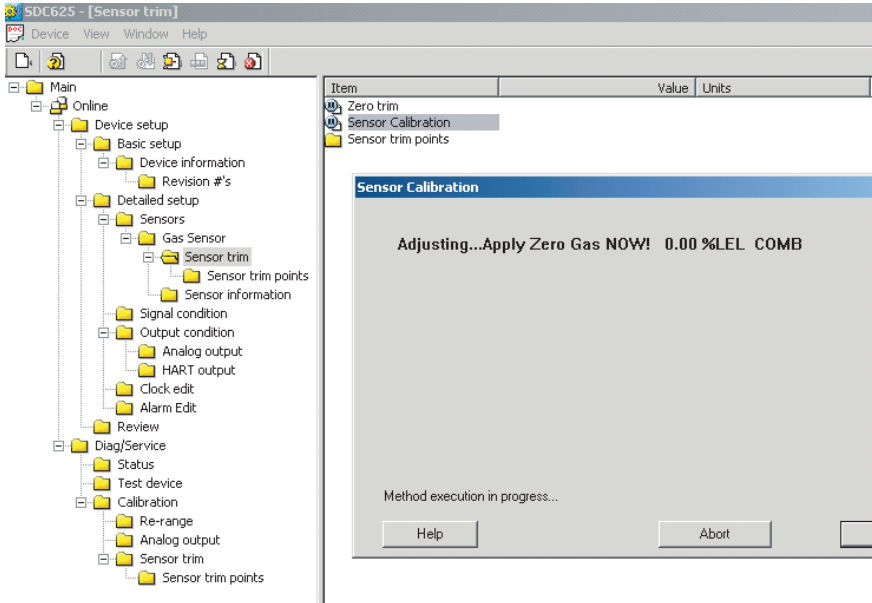 SDC625 - [Sensor trim]
Device View Window Help
Main
Online
Device setup
Basic setup
Device information
Revision #'s
Detailed setup
Sensors
Gas Sensor
Sensor trim
Sensor trim points
Sensor information
Signal condition
Output condition
Analog output
HART output
Clock edit
Alarm Edit
Review
Diag/Service
Status
Test device
Calibration
Re-range
Analog output
Sensor trim
Sensor trim points
Item Value Units
Zero trim
Sensor Calibration
Sensor trim points
Sensor Calibration
Adjusting...Apply Zero Gas NOW! 0.00 %LEL COMB
Method execution in progress...
Help Abort